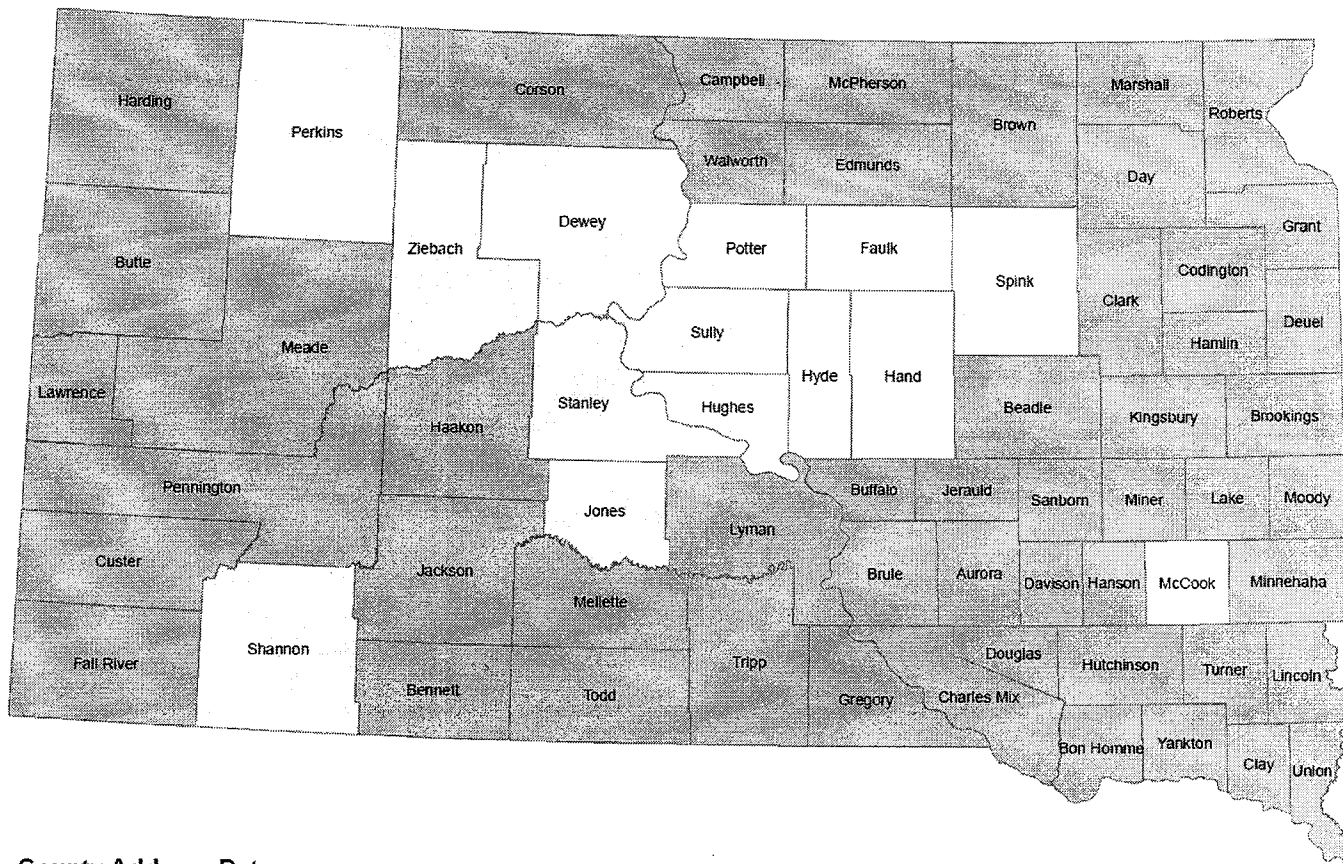 Harding
Perkins
Corson
Campbell
McPherson
Brown
Marshall
Roberts
Walworth
Edmunds
Day
Dewey
Ziebach
Potter
Faulk
Spink
Grant
Butte
Codington
Clark
Deuel
Hamlin
Meade
Sully
Hyde
Hand
Lawrence
Stanley
Hughes
Beadle
Kingsbury
Brookings
Haakon
Pennington
Buffalo
Jerauld
Sanborn
Miner
Lake
Moody
Jones
Lyman
Custer
Jackson
Brule
Aurora
Davison
Hanson
McCook
Minnehaha
Mellette
Shannon
Fall River
Tripp
Douglas
Hutchinson
Turner
Lincoln
Bennett
Todd
Gregory
Charles Mix
Bon Homme
Yankton
Clay
Union